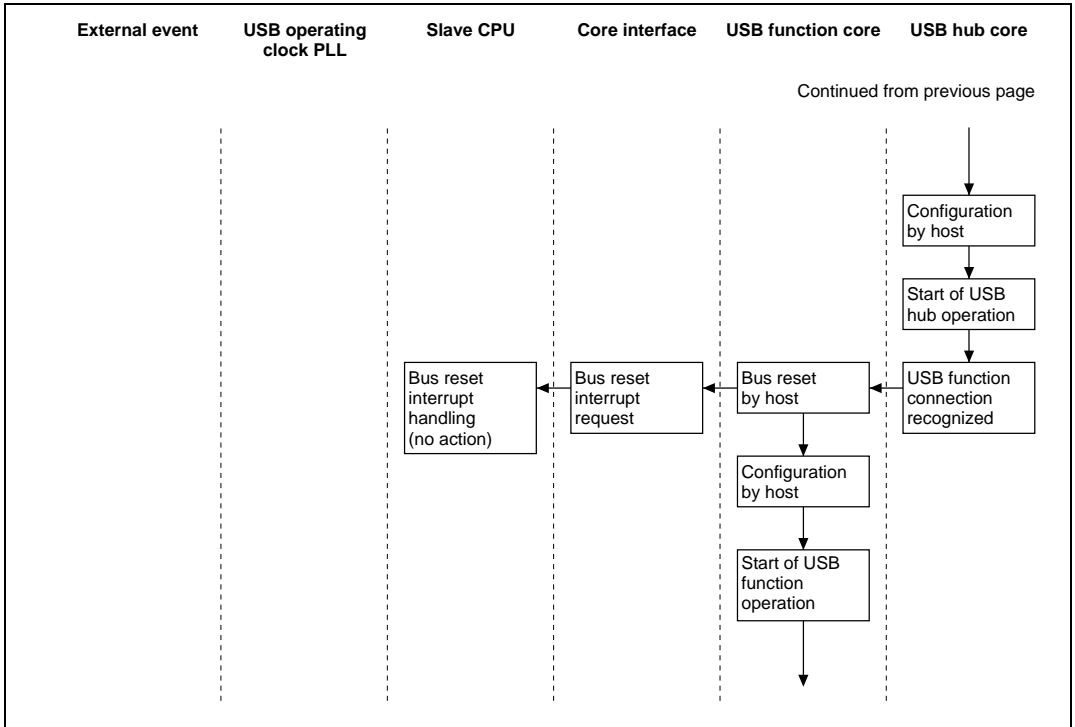 External event
USB operating
clock PLL
Slave CPU
Core interface
USB function core
USB hub core
Continued from previous page
Configuration
by host
Start of USB
hub operation
Bus reset
interrupt
handling
(no action)
Bus reset
interrupt
request
Bus reset
by host
USB function
connection
recognized
Configuration
by host
Start of USB
function
operation